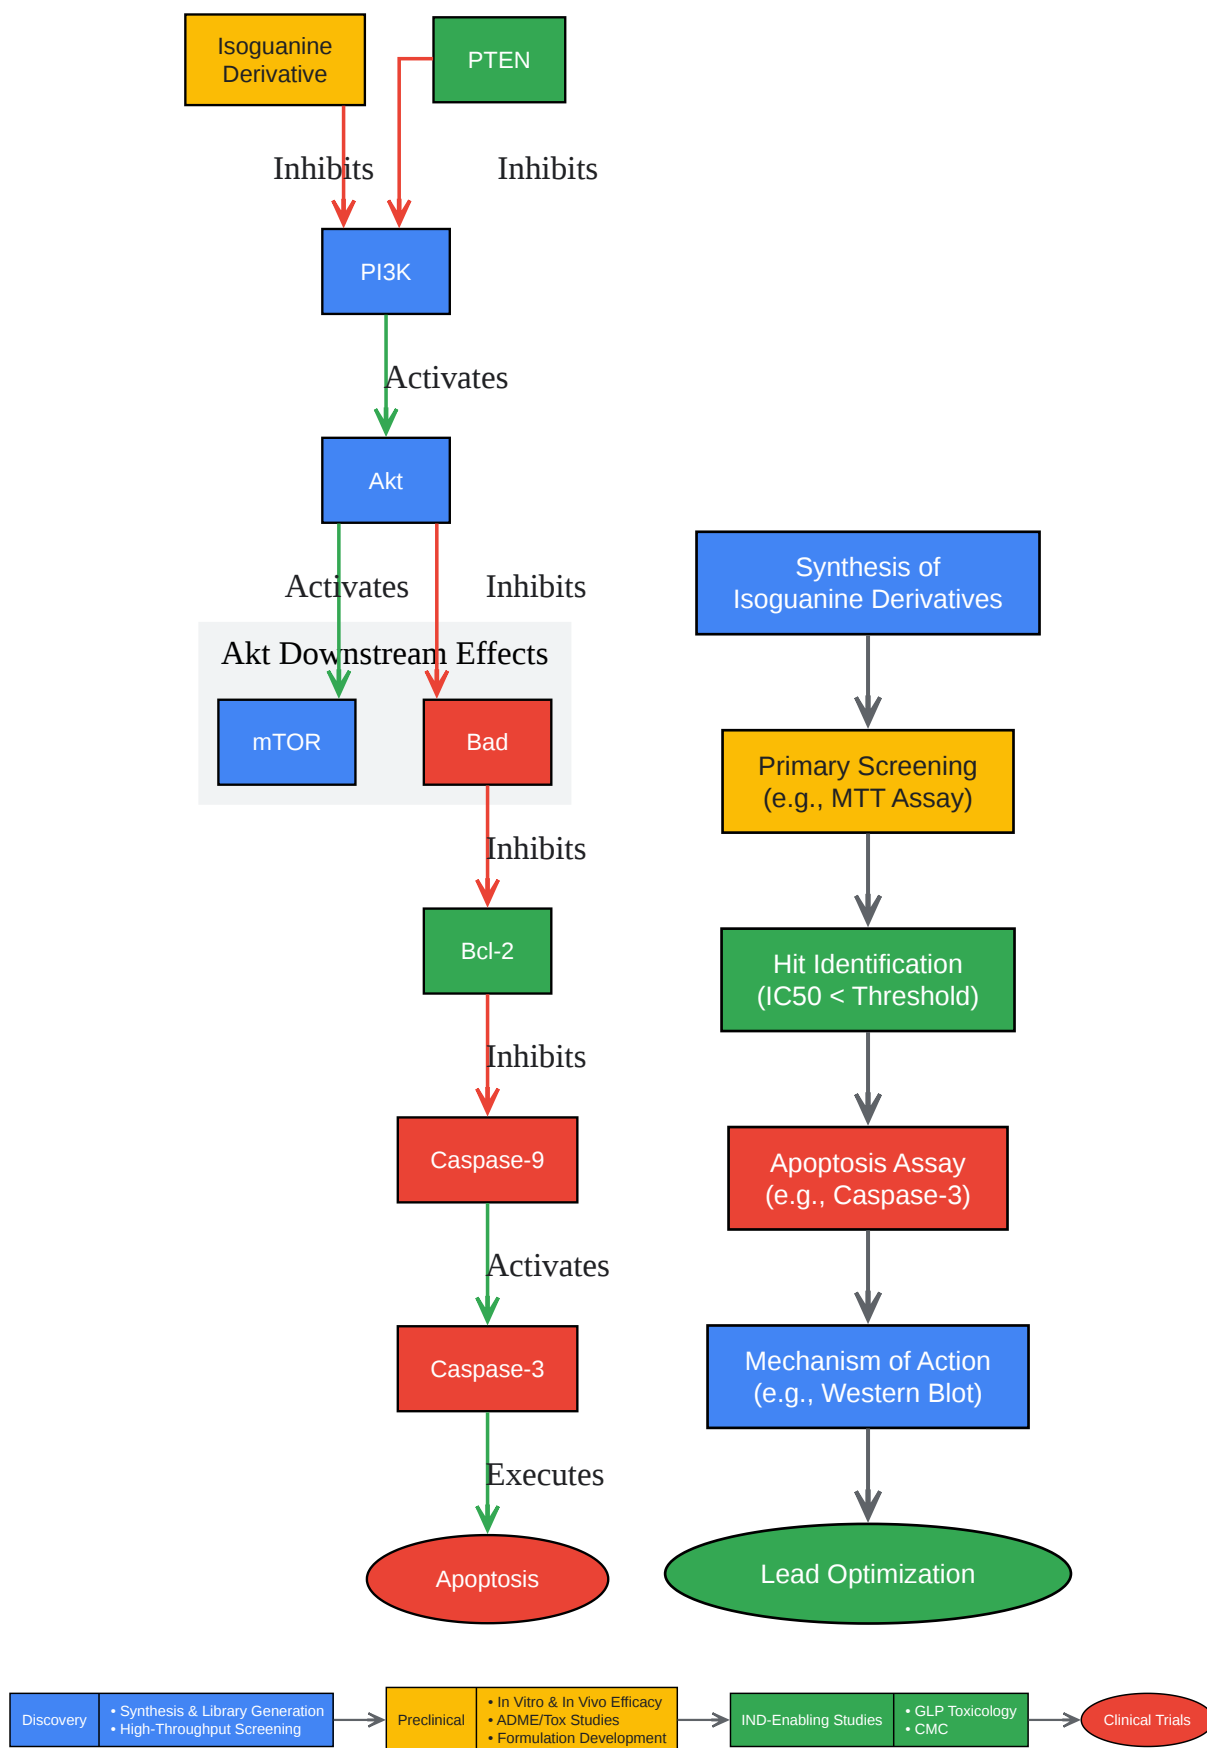 Isoguanine
Derivative
PTEN
Inhibits
Inhibits
PI3K
Activates
Akt
Activates
Inhibits
Akt Downstream Effects
mTOR
Bad
Inhibits
Bcl-2
Inhibits
Caspase-9
Activates
Caspase-3
Executes
Apoptosis
Synthesis of
Isoguanine Derivatives
Primary Screening
(e.g., MTT Assay)
Hit Identification
(IC50 < Threshold)
Apoptosis Assay
(e.g., Caspase-3)
Mechanism of Action
(e.g., Western Blot)
Lead Optimization
Discovery
• Synthesis & Library Generation
• High-Throughput Screening
Preclinical
• In Vitro & In Vivo Efficacy
• ADME/Tox Studies
• Formulation Development
IND-Enabling Studies
• GLP Toxicology
• CMC
Clinical Trials